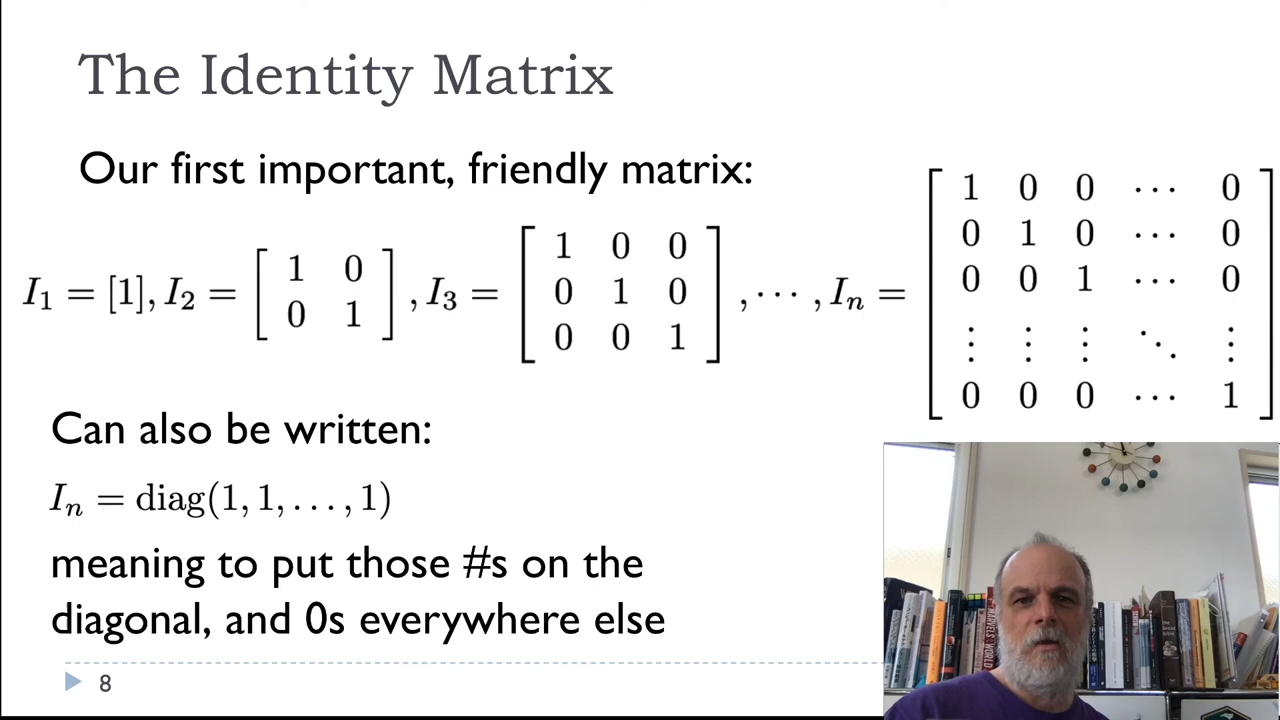 The Identity Matrix
Our first important, friendly matrix:
I₁ = [1], I₂ = [ 1 0 ; 0 1 ], I₃ = [ 1 0 0 ; 0 1 0 ; 0 0 1 ], ⋯ , Iₙ = [ 1 0 0 ⋯ 0 ; 0 1 0 ⋯ 0 ; 0 0 1 ⋯ 0 ; ⋮ ⋮ ⋮ ⋱ ⋮ ; 0 0 0 ⋯ 1 ]
Can also be written:
Iₙ = diag(1, 1, . . . , 1)
meaning to put those #s on the
diagonal, and 0s everywhere else
8
MARVELS
WORLD